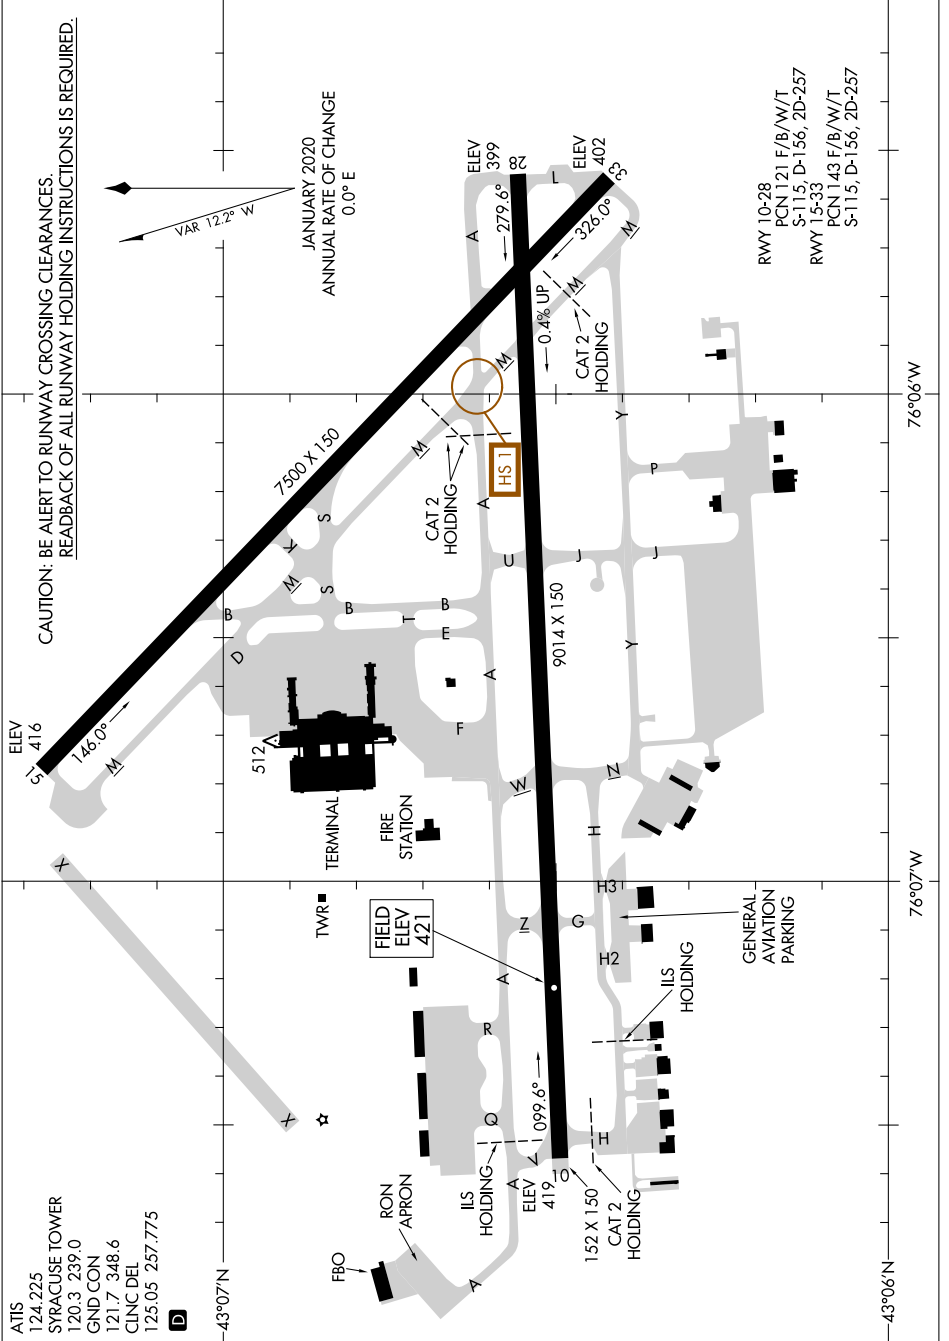 CAUTION: BE ALERT TO RUNWAY CROSSING CLEARANCES.
READBACK OF ALL RUNWAY HOLDING INSTRUCTIONS IS REQUIRED.
ATIS
124.225
SYRACUSE TOWER
120.3 239.0
GND CON
121.7 348.6
CLNC DEL
125.05 257.775
D
VAR 12.2° W
JANUARY 2020
ANNUAL RATE OF CHANGE
0.0° E
ELEV
416
15
146.0°
M
X
X
7500 X 150
D
B
M
K
S
S
B
T
B
E
F
A
512
TERMINAL
FIRE
STATION
TWR
FIELD
ELEV
421
M
CAT 2
HOLDING
HS 1
A
M
U
A
ELEV
399
28
279.6°
L
ELEV
402
33
326.0°
M
M
0.4% UP
CAT 2
HOLDING
Y
P
J
J
Y
9014 X 150
W
N
H
H3
Z
G
H2
A
R
Q
099.6°
V
A
ELEV
419
10
H
ILS
HOLDING
152 X 150
CAT 2
HOLDING
ILS
HOLDING
GENERAL
AVIATION
PARKING
RON
APRON
FBO
A
RWY 10-28
PCN 121 F/B/W/T
S-115, D-156, 2D-257
RWY 15-33
PCN 143 F/B/W/T
S-115, D-156, 2D-257
76°06'W
76°07'W
43°07'N
43°06'N